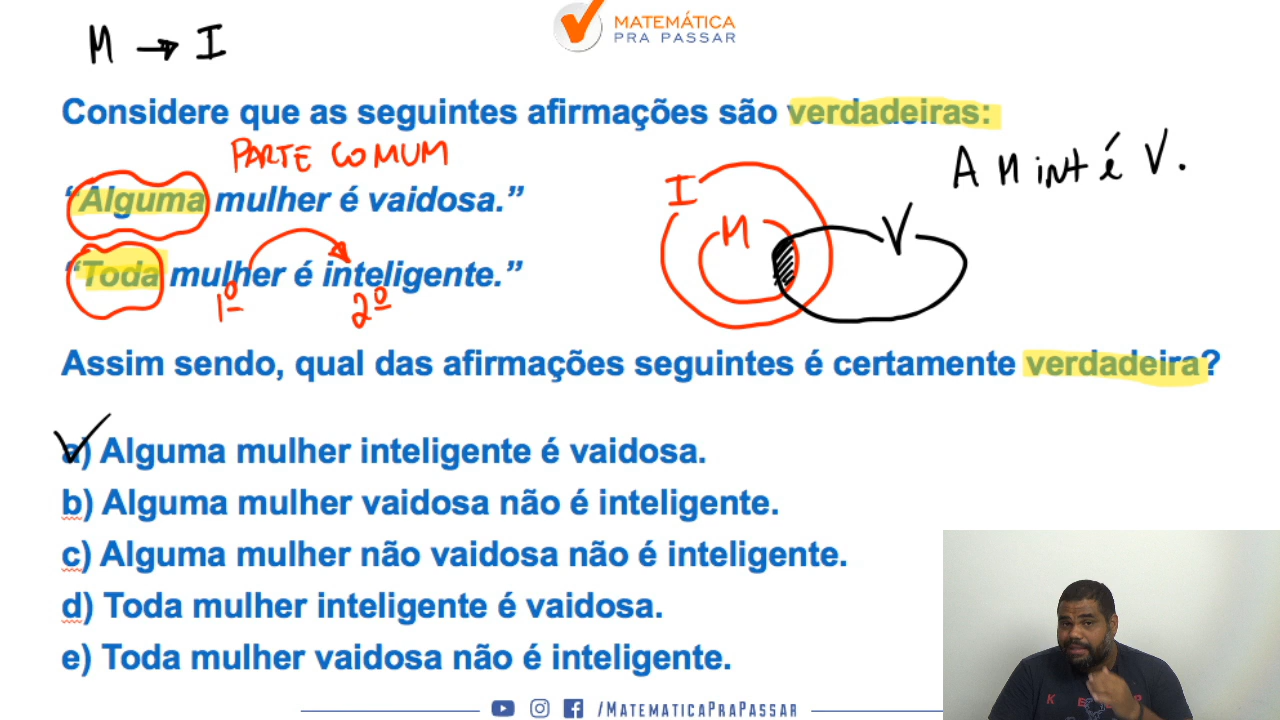 MATEMÁTICA
PRA PASSAR
M → I
Considere que as seguintes afirmações são verdadeiras:
PARTE COMUM
A M int é V.
“Alguma mulher é vaidosa.”
I
M
V
“Toda mulher é inteligente.”
1º
2º
Assim sendo, qual das afirmações seguintes é certamente verdadeira?
a) Alguma mulher inteligente é vaidosa.
b) Alguma mulher vaidosa não é inteligente.
c) Alguma mulher não vaidosa não é inteligente.
d) Toda mulher inteligente é vaidosa.
e) Toda mulher vaidosa não é inteligente.
/MATEMATICAPRAPASSAR